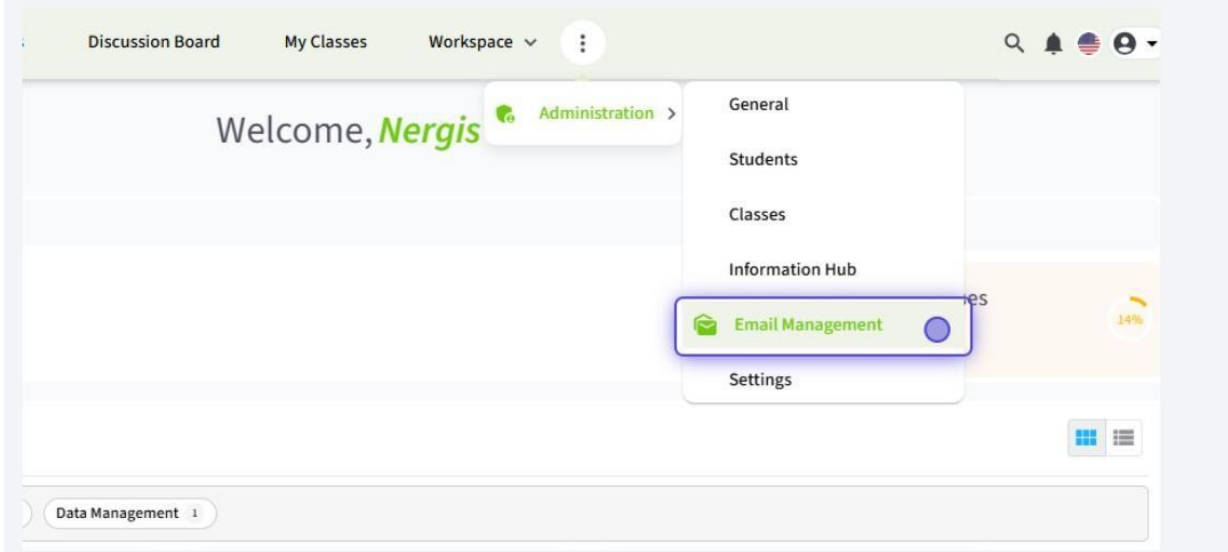 Discussion Board My Classes Workspace
Administration
Welcome, Nergis
General
Students
Classes
Information Hub
Email Management
Settings
14%
Data Management 1